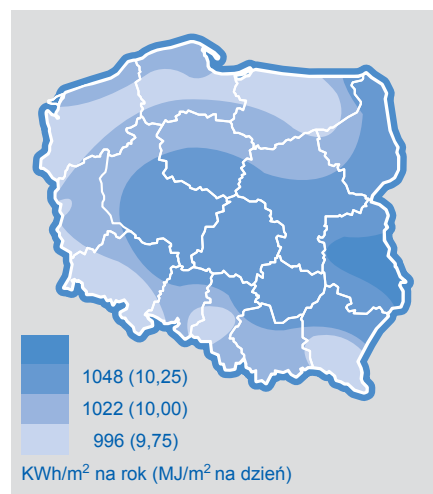 1048 (10,25)
1022 (10,00)
996 (9,75)
KWh/m² na rok (MJ/m² na dzień)